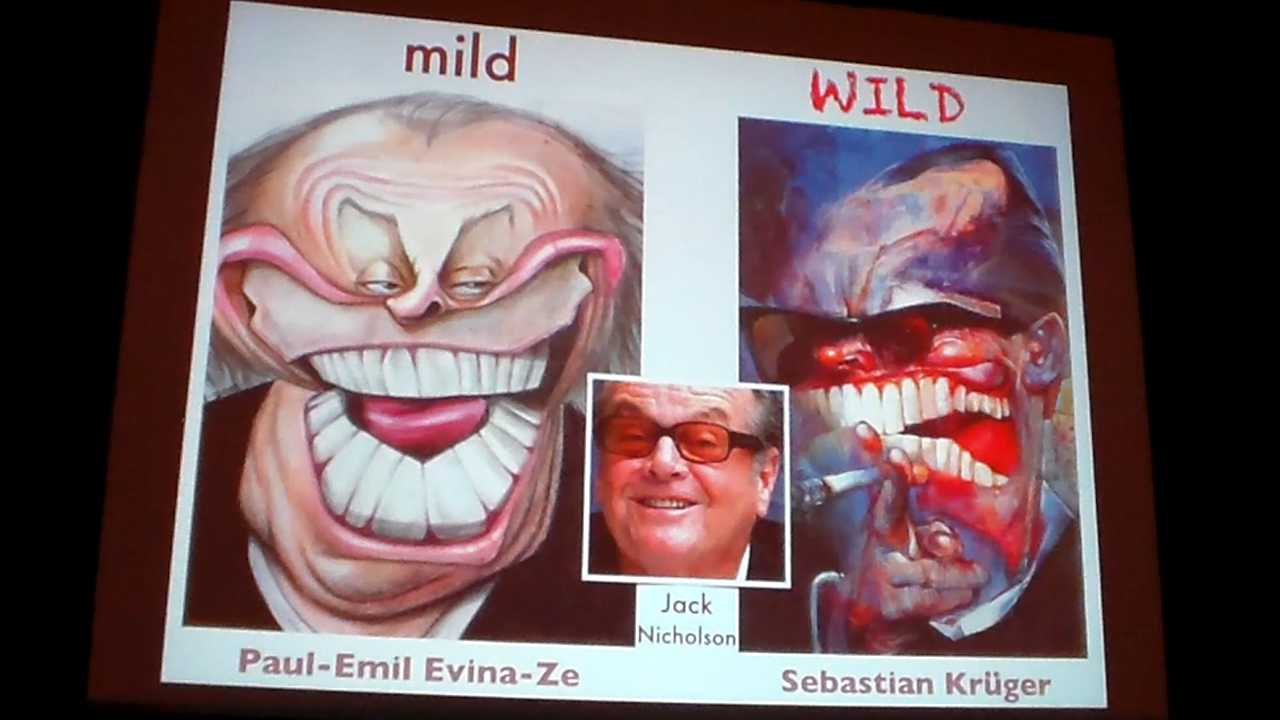 mild
WILD
Jack
Nicholson
Paul-Emil Evina-Ze
Sebastian Krüger